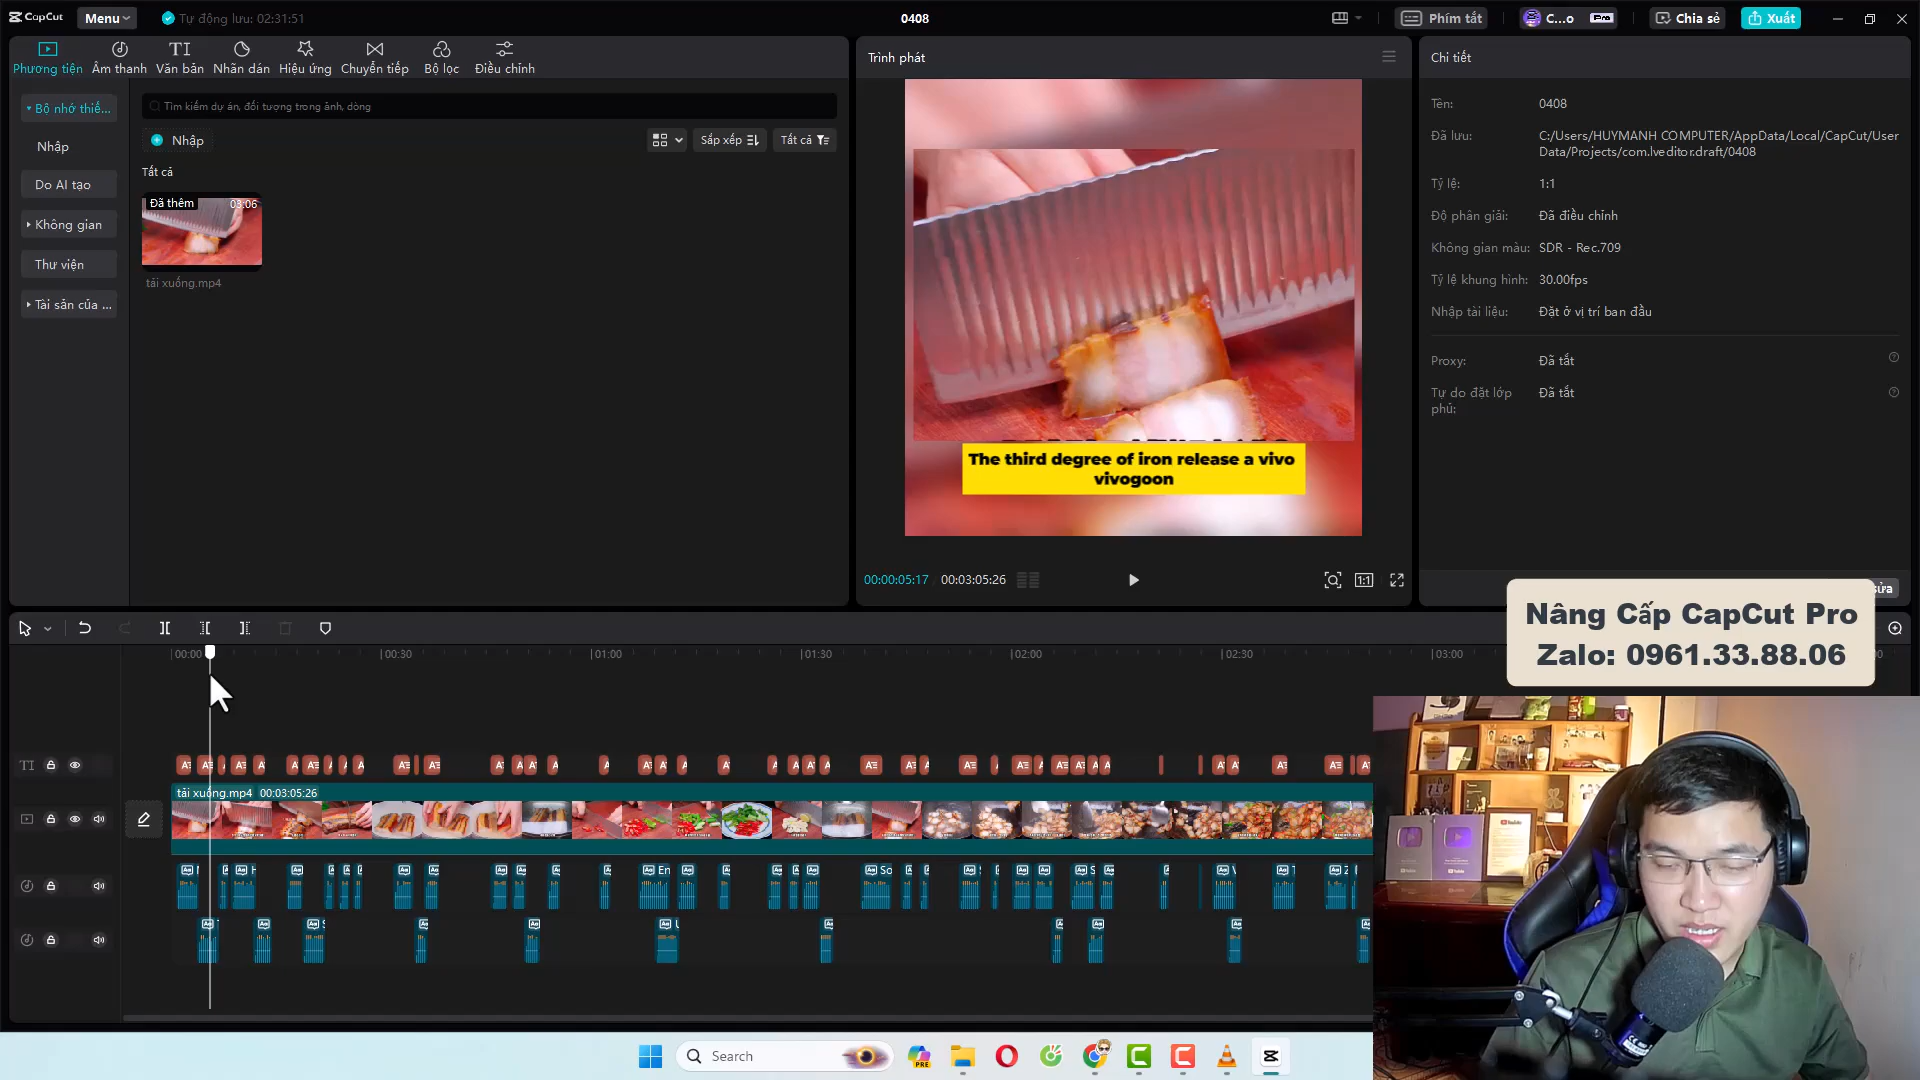 CapCut
Menu
Tự động lưu: 02:31:51
0408
Phím tắt
C...o
Pro
Chia sẻ
Xuất
Phương tiện
Âm thanh
Văn bản
Nhãn dán
Hiệu ứng
Chuyển tiếp
Bộ lọc
Điều chỉnh
Bộ nhớ thiế...
Nhập
Do AI tạo
Không gian
Thư viện
Tài sản của ...
Tìm kiếm dự án, đối tượng trong ảnh, dòng
Nhập
Sắp xếp
Tất cả
Tất cả
Đã thêm
03:06
tải xuống.mp4
Trình phát
The third degree of iron release a vivo
vivogoon
00:00:05:17
00:03:05:26
1:1
Chi tiết
Tên:
0408
Đã lưu:
C:/Users/HUYMANH COMPUTER/AppData/Local/CapCut/User
Data/Projects/com.lveditor.draft/0408
Tỷ lệ:
1:1
Độ phân giải:
Đã điều chỉnh
Không gian màu:
SDR - Rec.709
Tỷ lệ khung hình:
30.00fps
Nhập tài liệu:
Đặt ở vị trí ban đầu
Proxy:
Đã tắt
Tự do đặt lớp
phủ:
Đã tắt
Nâng Cấp CapCut Pro
Zalo: 0961.33.88.06
00:00
00:30
01:00
01:30
02:00
02:30
03:00
tải xuống.mp4
00:03:05:26
Search
PRE